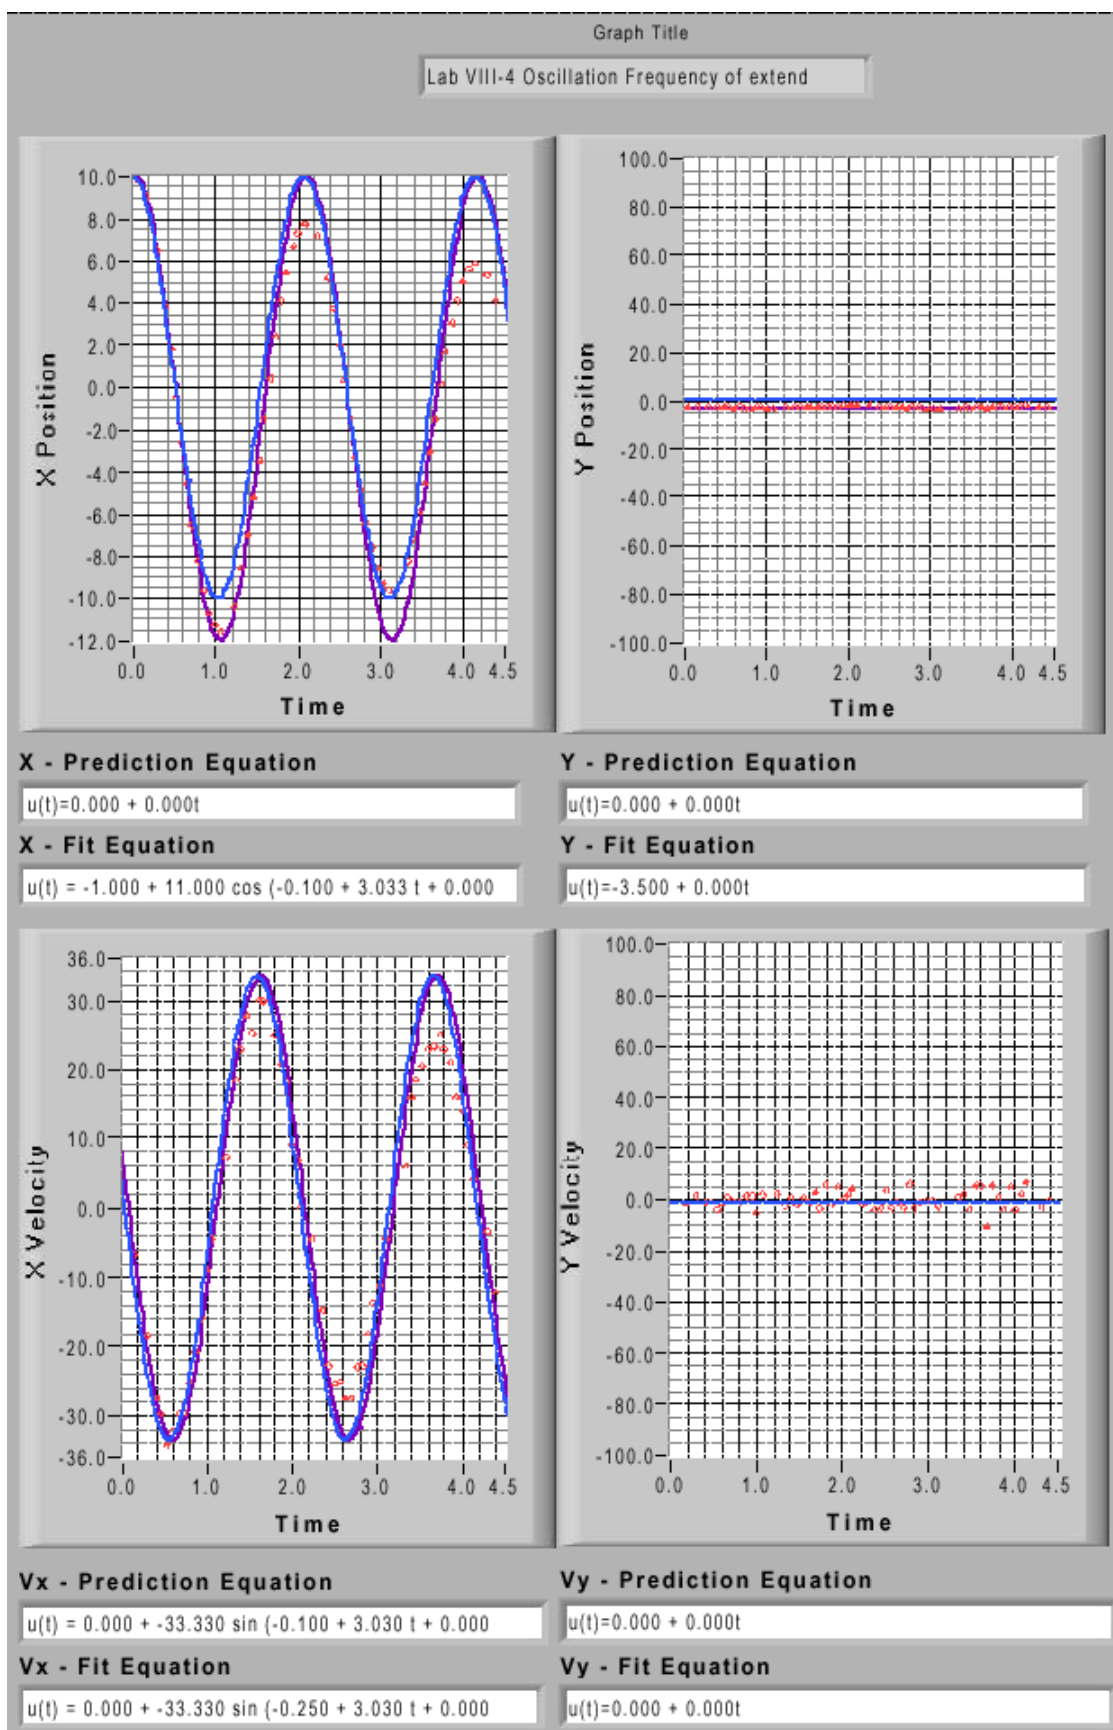 Graph Title
Lab VIII-4 Oscillation Frequency of extend
10.0
8.0
6.0
4.0
2.0
0.0
-2.0
-4.0
-6.0
-8.0
-10.0
-12.0
X Position
0.0 1.0 2.0 3.0 4.0 4.5
Time
100.0
80.0
60.0
40.0
20.0
0.0
-20.0
-40.0
-60.0
-80.0
-100.0
Y Position
0.0 1.0 2.0 3.0 4.0 4.5
Time
X - Prediction Equation
u(t)=0.000 + 0.000t
X - Fit Equation
u(t) = -1.000 + 11.000 cos (-0.100 + 3.033 t + 0.000
Y - Prediction Equation
u(t)=0.000 + 0.000t
Y - Fit Equation
u(t)=-3.500 + 0.000t
36.0
30.0
20.0
10.0
0.0
-10.0
-20.0
-30.0
-36.0
X Velocity
0.0 1.0 2.0 3.0 4.0 4.5
Time
100.0
80.0
60.0
40.0
20.0
0.0
-20.0
-40.0
-60.0
-80.0
-100.0
Y Velocity
0.0 1.0 2.0 3.0 4.0 4.5
Time
Vx - Prediction Equation
u(t) = 0.000 + -33.330 sin (-0.100 + 3.030 t + 0.000
Vx - Fit Equation
u(t) = 0.000 + -33.330 sin (-0.250 + 3.030 t + 0.000
Vy - Prediction Equation
u(t)=0.000 + 0.000t
Vy - Fit Equation
u(t)=0.000 + 0.000t